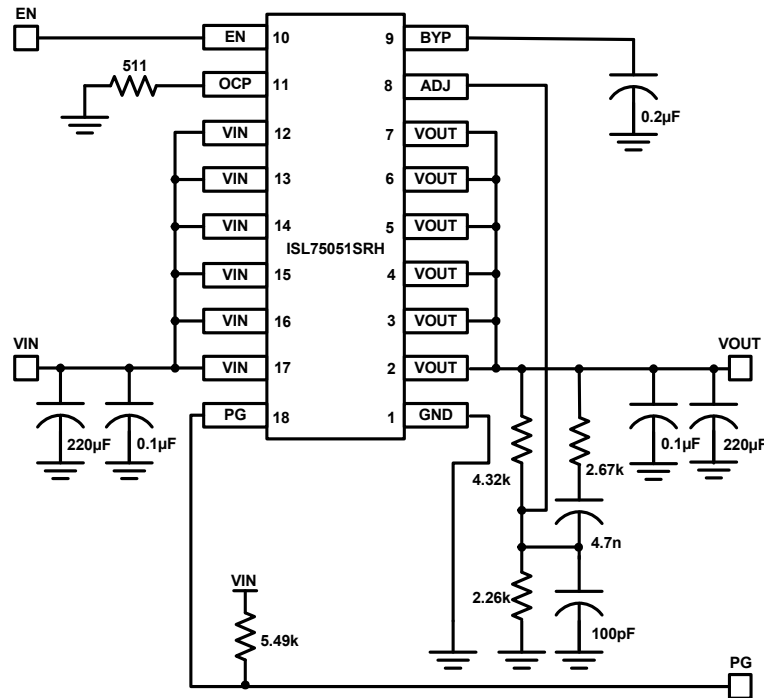 EN
EN 10 9 BYP
511
OCP 11 8 ADJ
0.2µF
VIN 12 7 VOUT
VIN 13 6 VOUT
VIN 14 5 VOUT
ISL75051SRH
VIN 15 4 VOUT
VIN 16 3 VOUT
VIN VOUT
VIN 17 2 VOUT
PG 18 1 GND
220µF 0.1µF 4.32k 2.67k 0.1µF 220µF
4.7n
VIN 2.26k
5.49k 100pF
PG